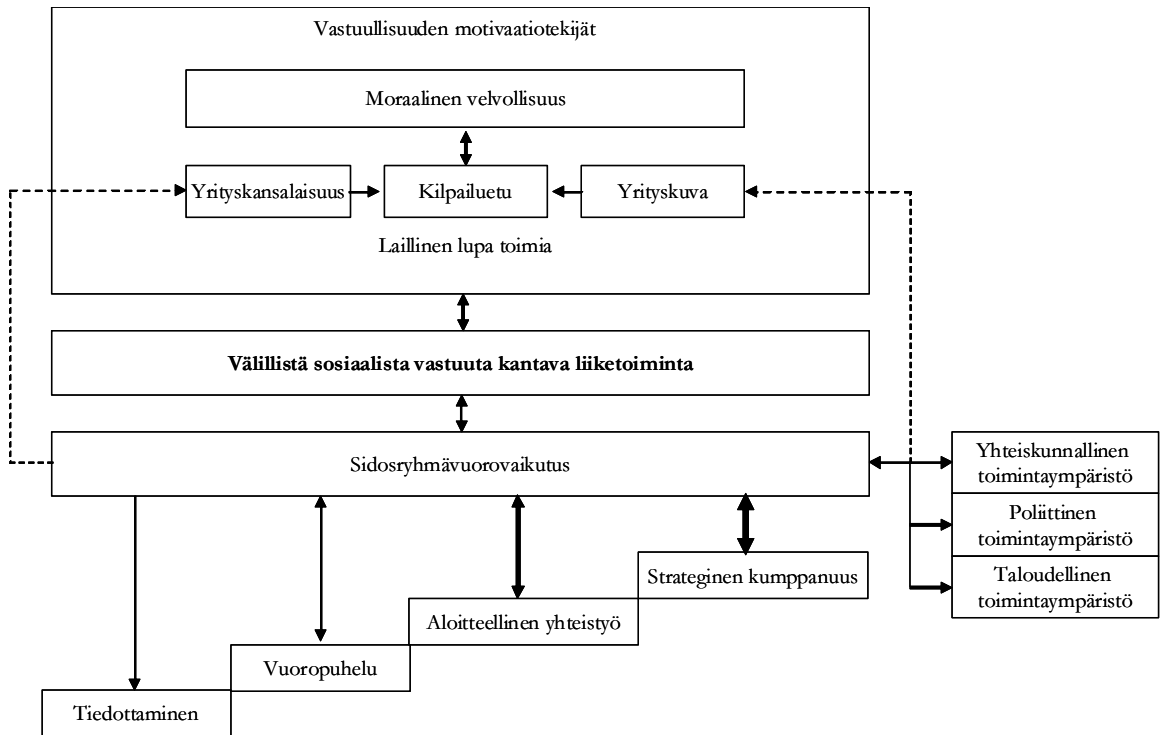 Vastuullisuuden motivaatiotekijät
Moraalinen velvollisuus
Yrityskansalaisuus
Kilpailuetu
Yrityskuva
Laillinen lupa toimia
Välillistä sosiaalista vastuuta kantava liiketoiminta
Sidosryhmävuorovaikutus
Yhteiskunnallinen
toimintaympäristö
Poliittinen
toimintaympäristö
Taloudellinen
toimintaympäristö
Strateginen kumppanuus
Aloitteellinen yhteistyö
Vuoropuhelu
Tiedottaminen